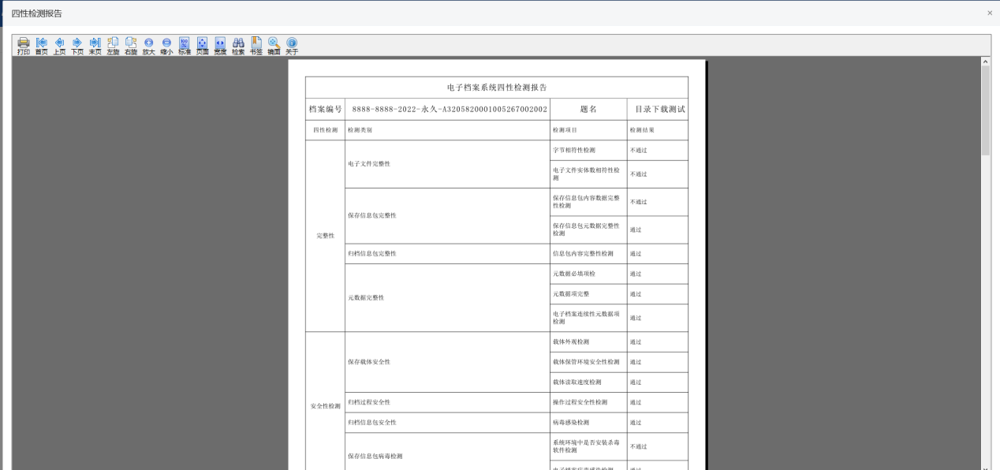 四性检测报告
×
打印 首页 上页 下页 末页 左旋 右旋 放大 缩小 标准 页面 宽度 检索 书签 镜面 关于
电子档案系统四性检测报告
档案编号 8888-8888-2022-永久-A3205820001005267002002 题名 目录下载测试
四性检测 检测类别 检测项目 检测结果
完整性
电子文件完整性
字节相符性检测 不通过
电子文件实体数相符性检
测
不通过
保存信息包完整性
保存信息包内容数据完整
性检测
不通过
保存信息包元数据完整性
检测
通过
归档信息包完整性 信息包内容完整性检测 通过
元数据完整性
元数据必填项检 通过
元数据项完整 通过
电子档案连续性元数据项
检测
通过
安全性检测
保存载体安全性
载体外观检测 通过
载体保管环境安全性检测 通过
载体读取速度检测 通过
归档过程安全性 操作过程安全性检测 通过
归档信息包安全性 病毒感染检测 通过
保存信息包病毒检测
系统环境中是否安装杀毒
软件检测
不通过
电子档案病毒感染检测 通过